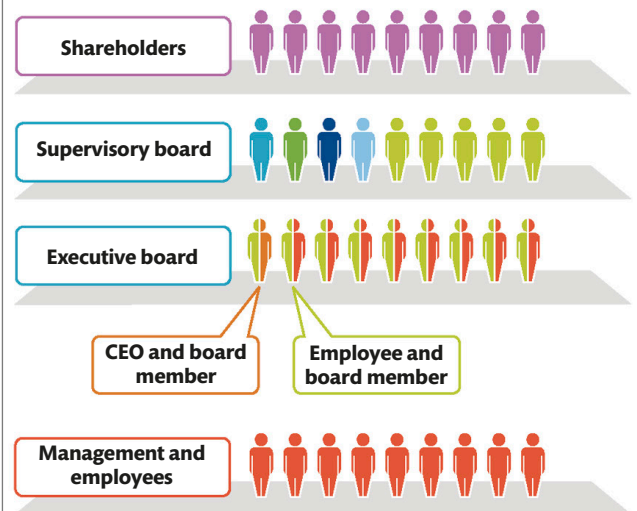 Shareholders
Supervisory board
Executive board
CEO and board
member
Employee and
board member
Management and
employees